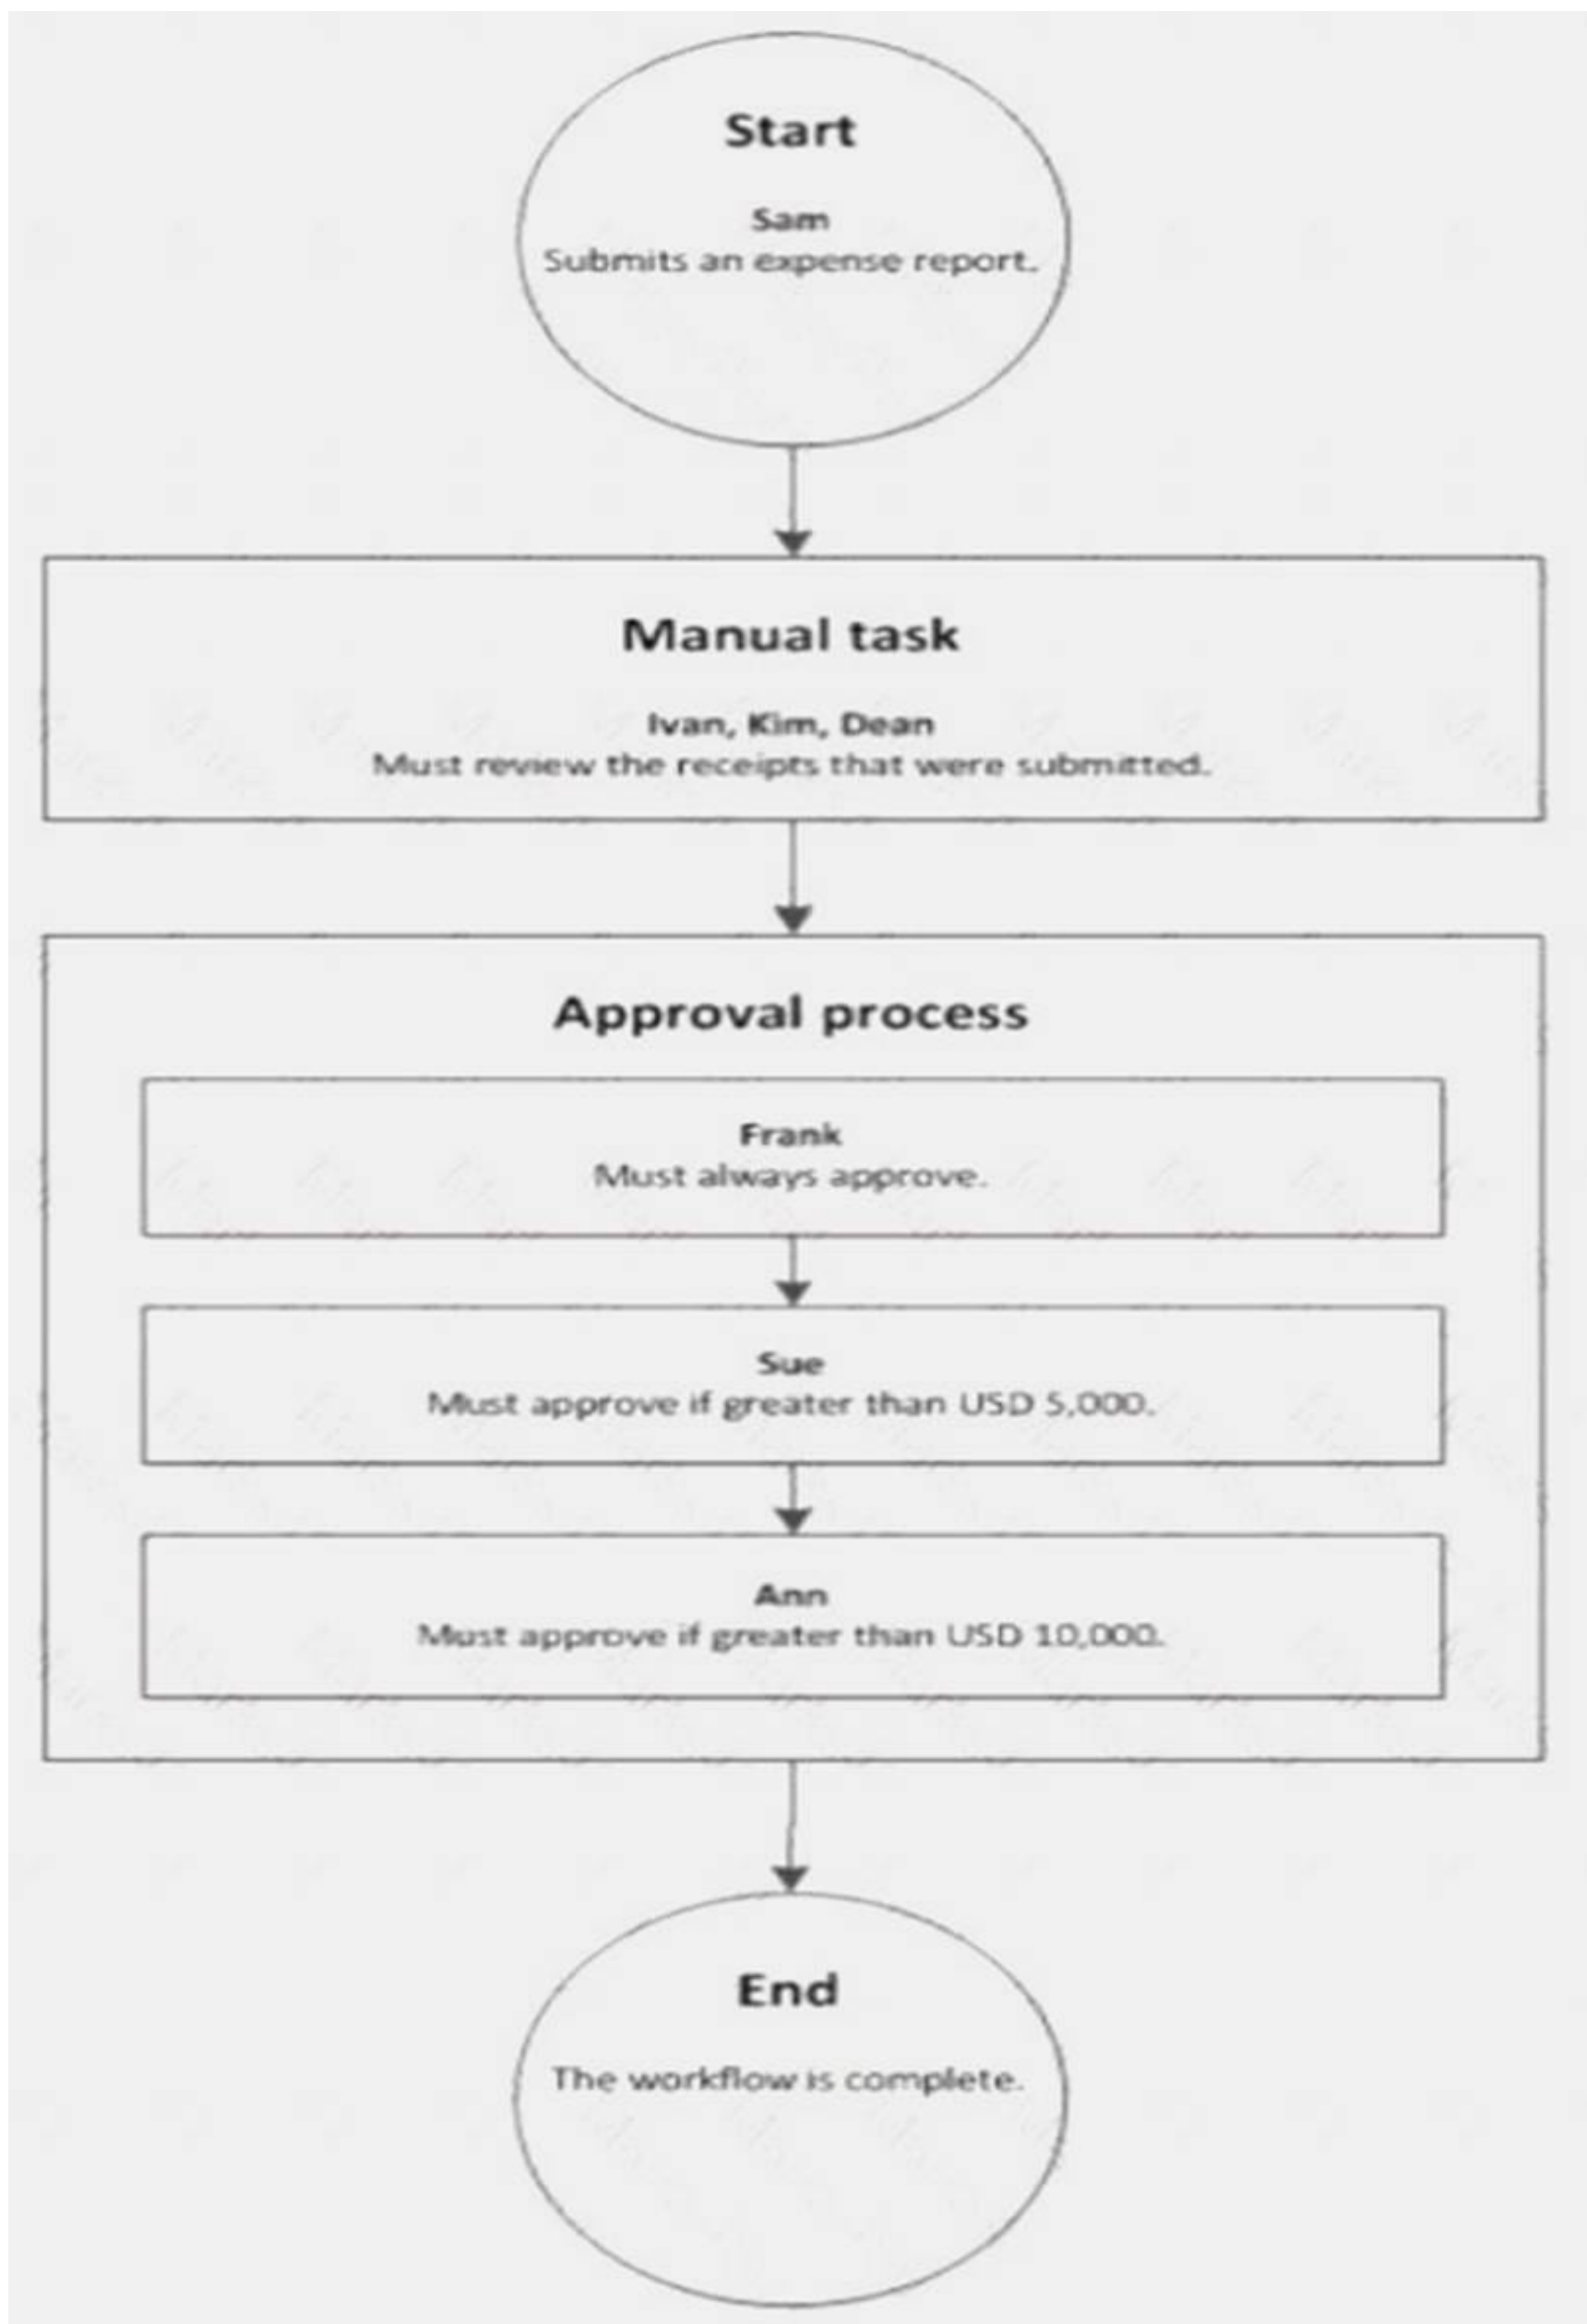 Start
Sam
Submits an expense report.
Manual task
Ivan, Kim, Dean
Must review the receipts that were submitted.
Approval process
Frank
Must always approve.
Sue
Must approve if greater than USD 5,000.
Ann
Must approve if greater than USD 10,000.
End
The workflow is complete.